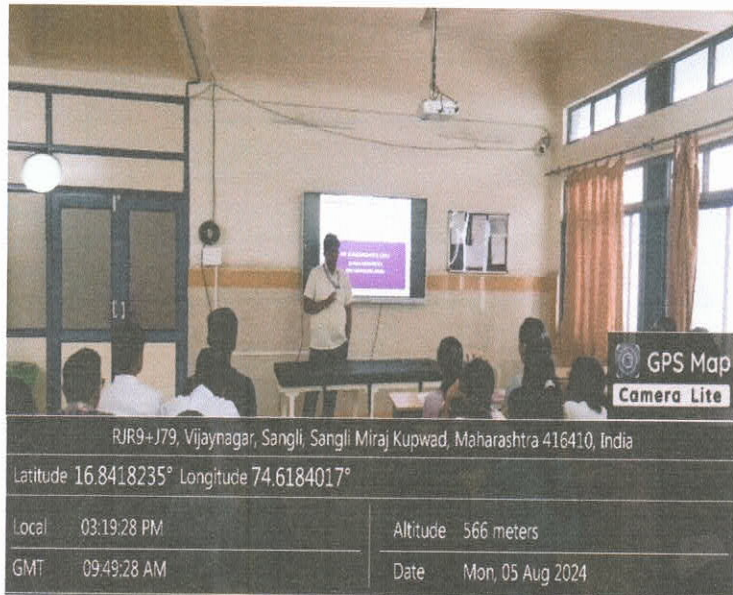 GPS Map
Camera Lite
RJR9+J79, Vijaynagar, Sangli, Sangli Miraj Kupwad, Maharashtra 416410, India
Latitude 16.8418235° Longitude 74.6184017°
Local 03:19:28 PM
Altitude 566 meters
GMT 09:49:28 AM
Date Mon, 05 Aug 2024